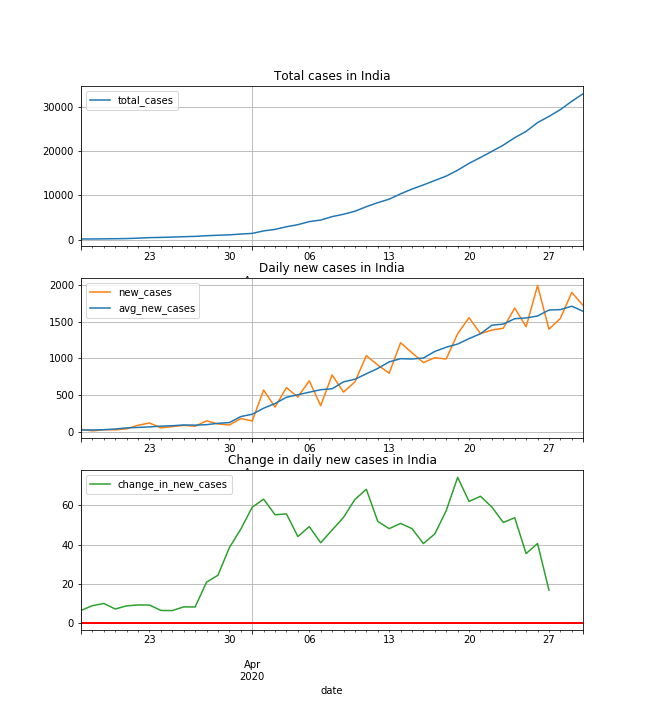 Total cases in India
total_cases
30000
20000
10000
0
23 30 06 13 20 27
Daily new cases in India
new_cases
avg_new_cases
2000
1500
1000
500
0
23 30 06 13 20 27
Change in daily new cases in India
change_in_new_cases
60
40
20
0
23 30 06 13 20 27
Apr
2020
date